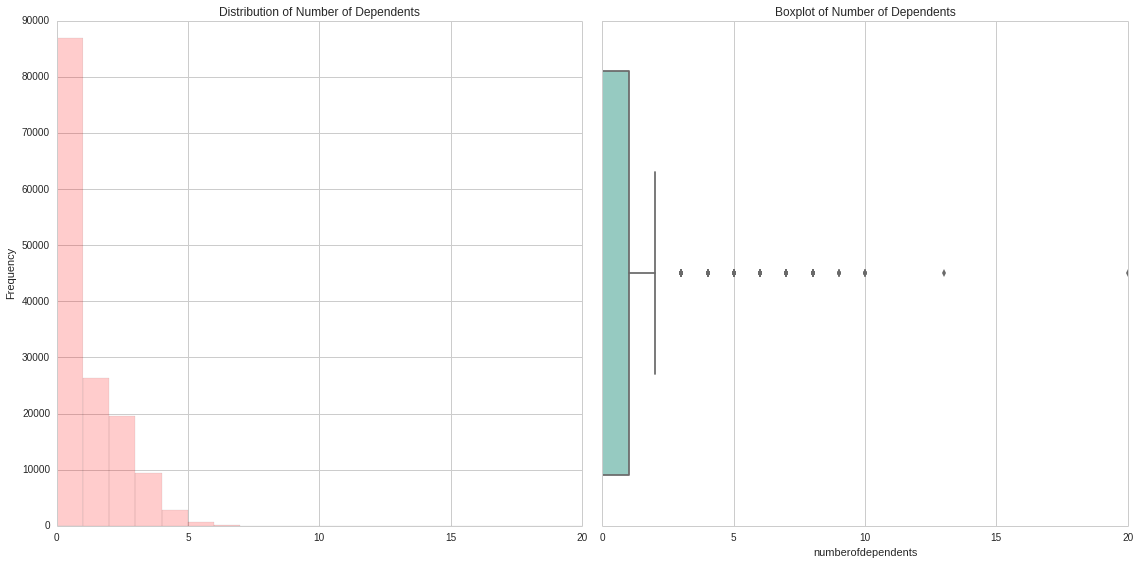 Distribution of Number of Dependents
90000
80000
70000
60000
50000
40000
30000
20000
10000
0
Frequency
0 5 10 15 20
Boxplot of Number of Dependents
0 5 10 15 20
numberofdependents